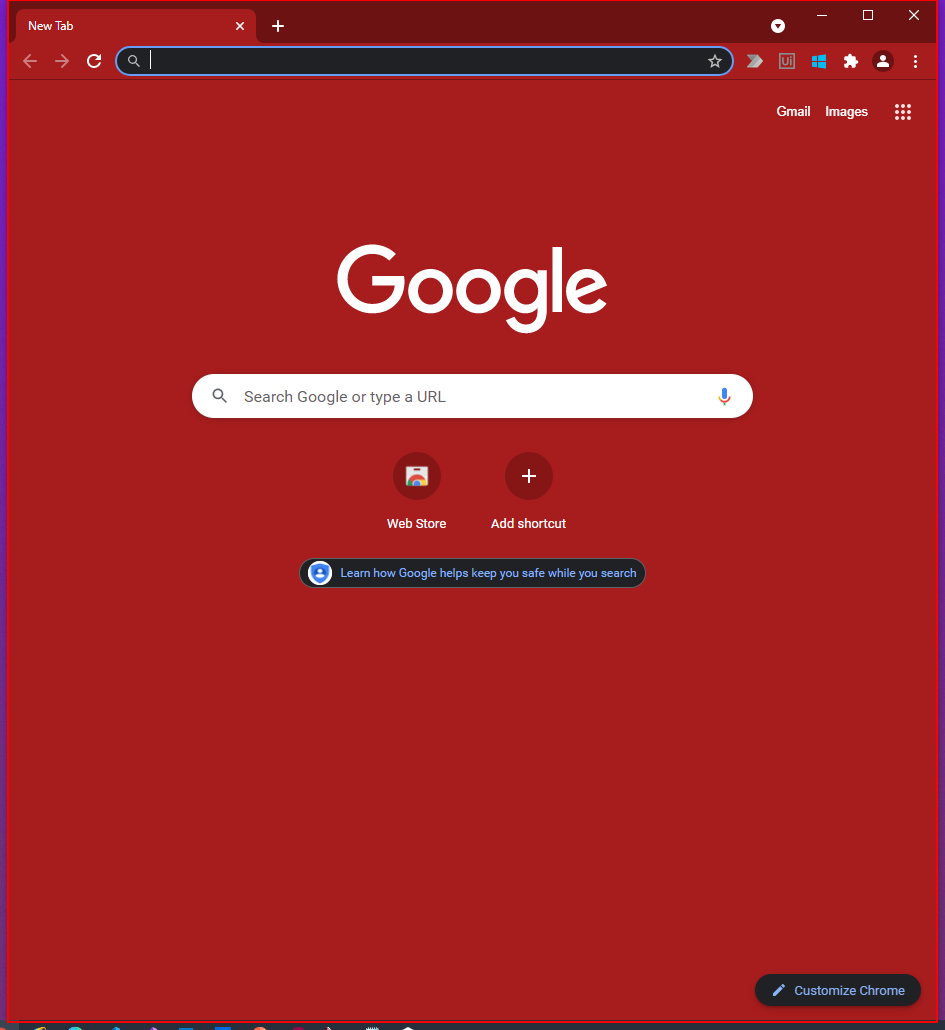 New Tab
Ui
Gmail Images
Google
Search Google or type a URL
Web Store Add shortcut
Learn how Google helps keep you safe while you search
Customize Chrome